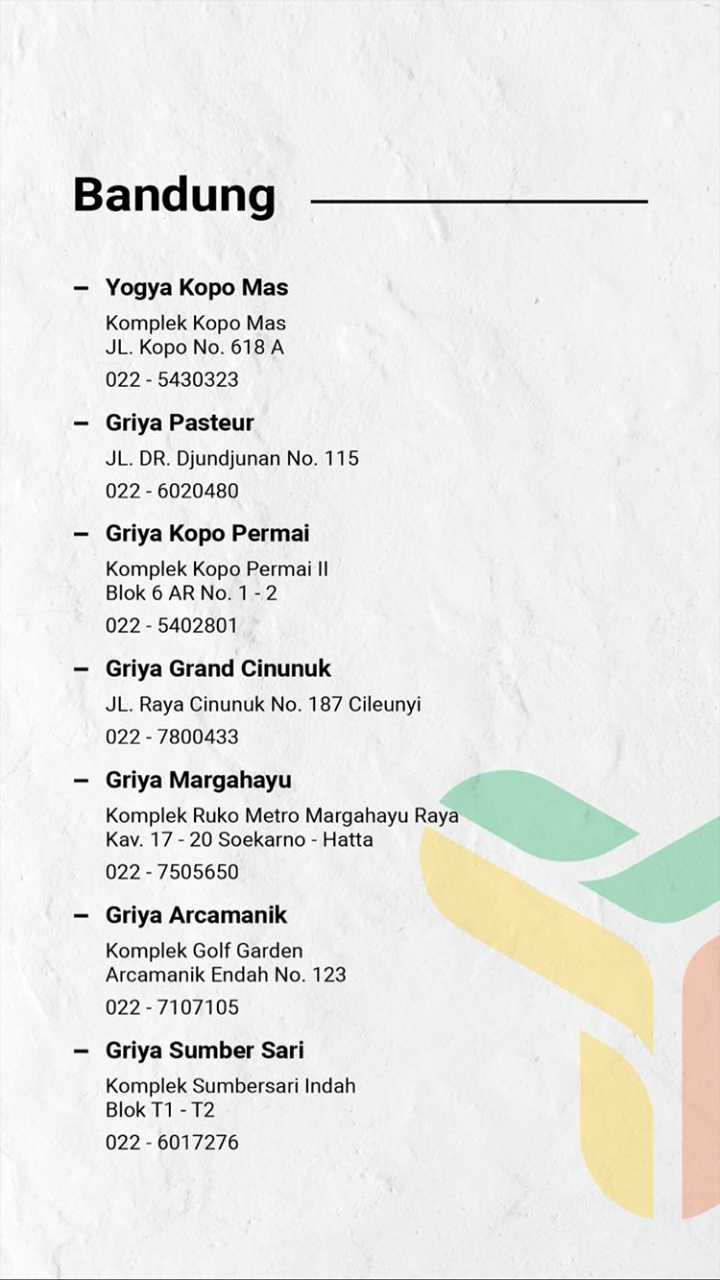 Bandung
– Yogya Kopo Mas
Komplek Kopo Mas
JL. Kopo No. 618 A
022 - 5430323
– Griya Pasteur
JL. DR. Djundjunan No. 115
022 - 6020480
– Griya Kopo Permai
Komplek Kopo Permai II
Blok 6 AR No. 1 - 2
022 - 5402801
– Griya Grand Cinunuk
JL. Raya Cinunuk No. 187 Cileunyi
022 - 7800433
– Griya Margahayu
Komplek Ruko Metro Margahayu Raya
Kav. 17 - 20 Soekarno - Hatta
022 - 7505650
– Griya Arcamanik
Komplek Golf Garden
Arcamanik Endah No. 123
022 - 7107105
– Griya Sumber Sari
Komplek Sumbersari Indah
Blok T1 - T2
022 - 6017276